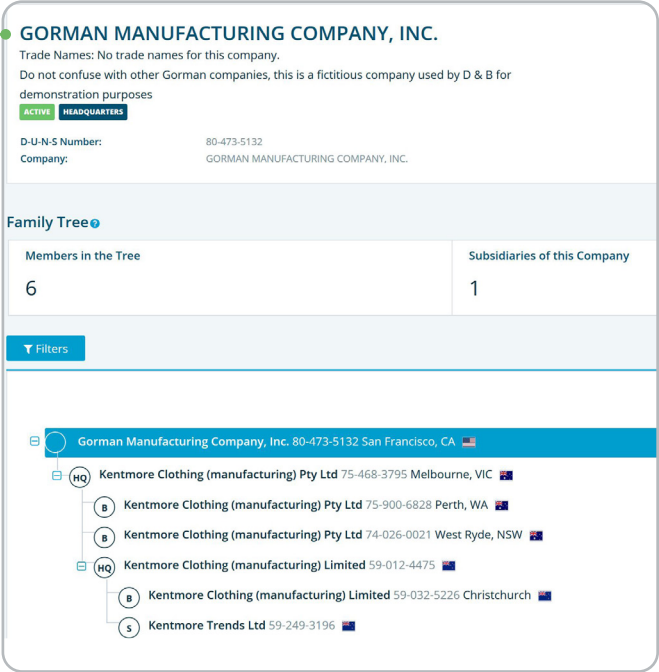 GORMAN MANUFACTURING COMPANY, INC.
Trade Names: No trade names for this company.
Do not confuse with other Gorman companies, this is a fictitious company used by D & B for
demonstration purposes
ACTIVE HEADQUARTERS
D-U-N-S Number: 80-473-5132
Company: GORMAN MANUFACTURING COMPANY, INC.
Family Tree?
Members in the Tree Subsidiaries of this Company
6 1
Filters
Gorman Manufacturing Company, Inc. 80-473-5132 San Francisco, CA
HQ Kentmore Clothing (manufacturing) Pty Ltd 75-468-3795 Melbourne, VIC
B Kentmore Clothing (manufacturing) Pty Ltd 75-900-6828 Perth, WA
B Kentmore Clothing (manufacturing) Pty Ltd 74-026-0021 West Ryde, NSW
HQ Kentmore Clothing (manufacturing) Limited 59-012-4475
B Kentmore Clothing (manufacturing) Limited 59-032-5226 Christchurch
S Kentmore Trends Ltd 59-249-3196